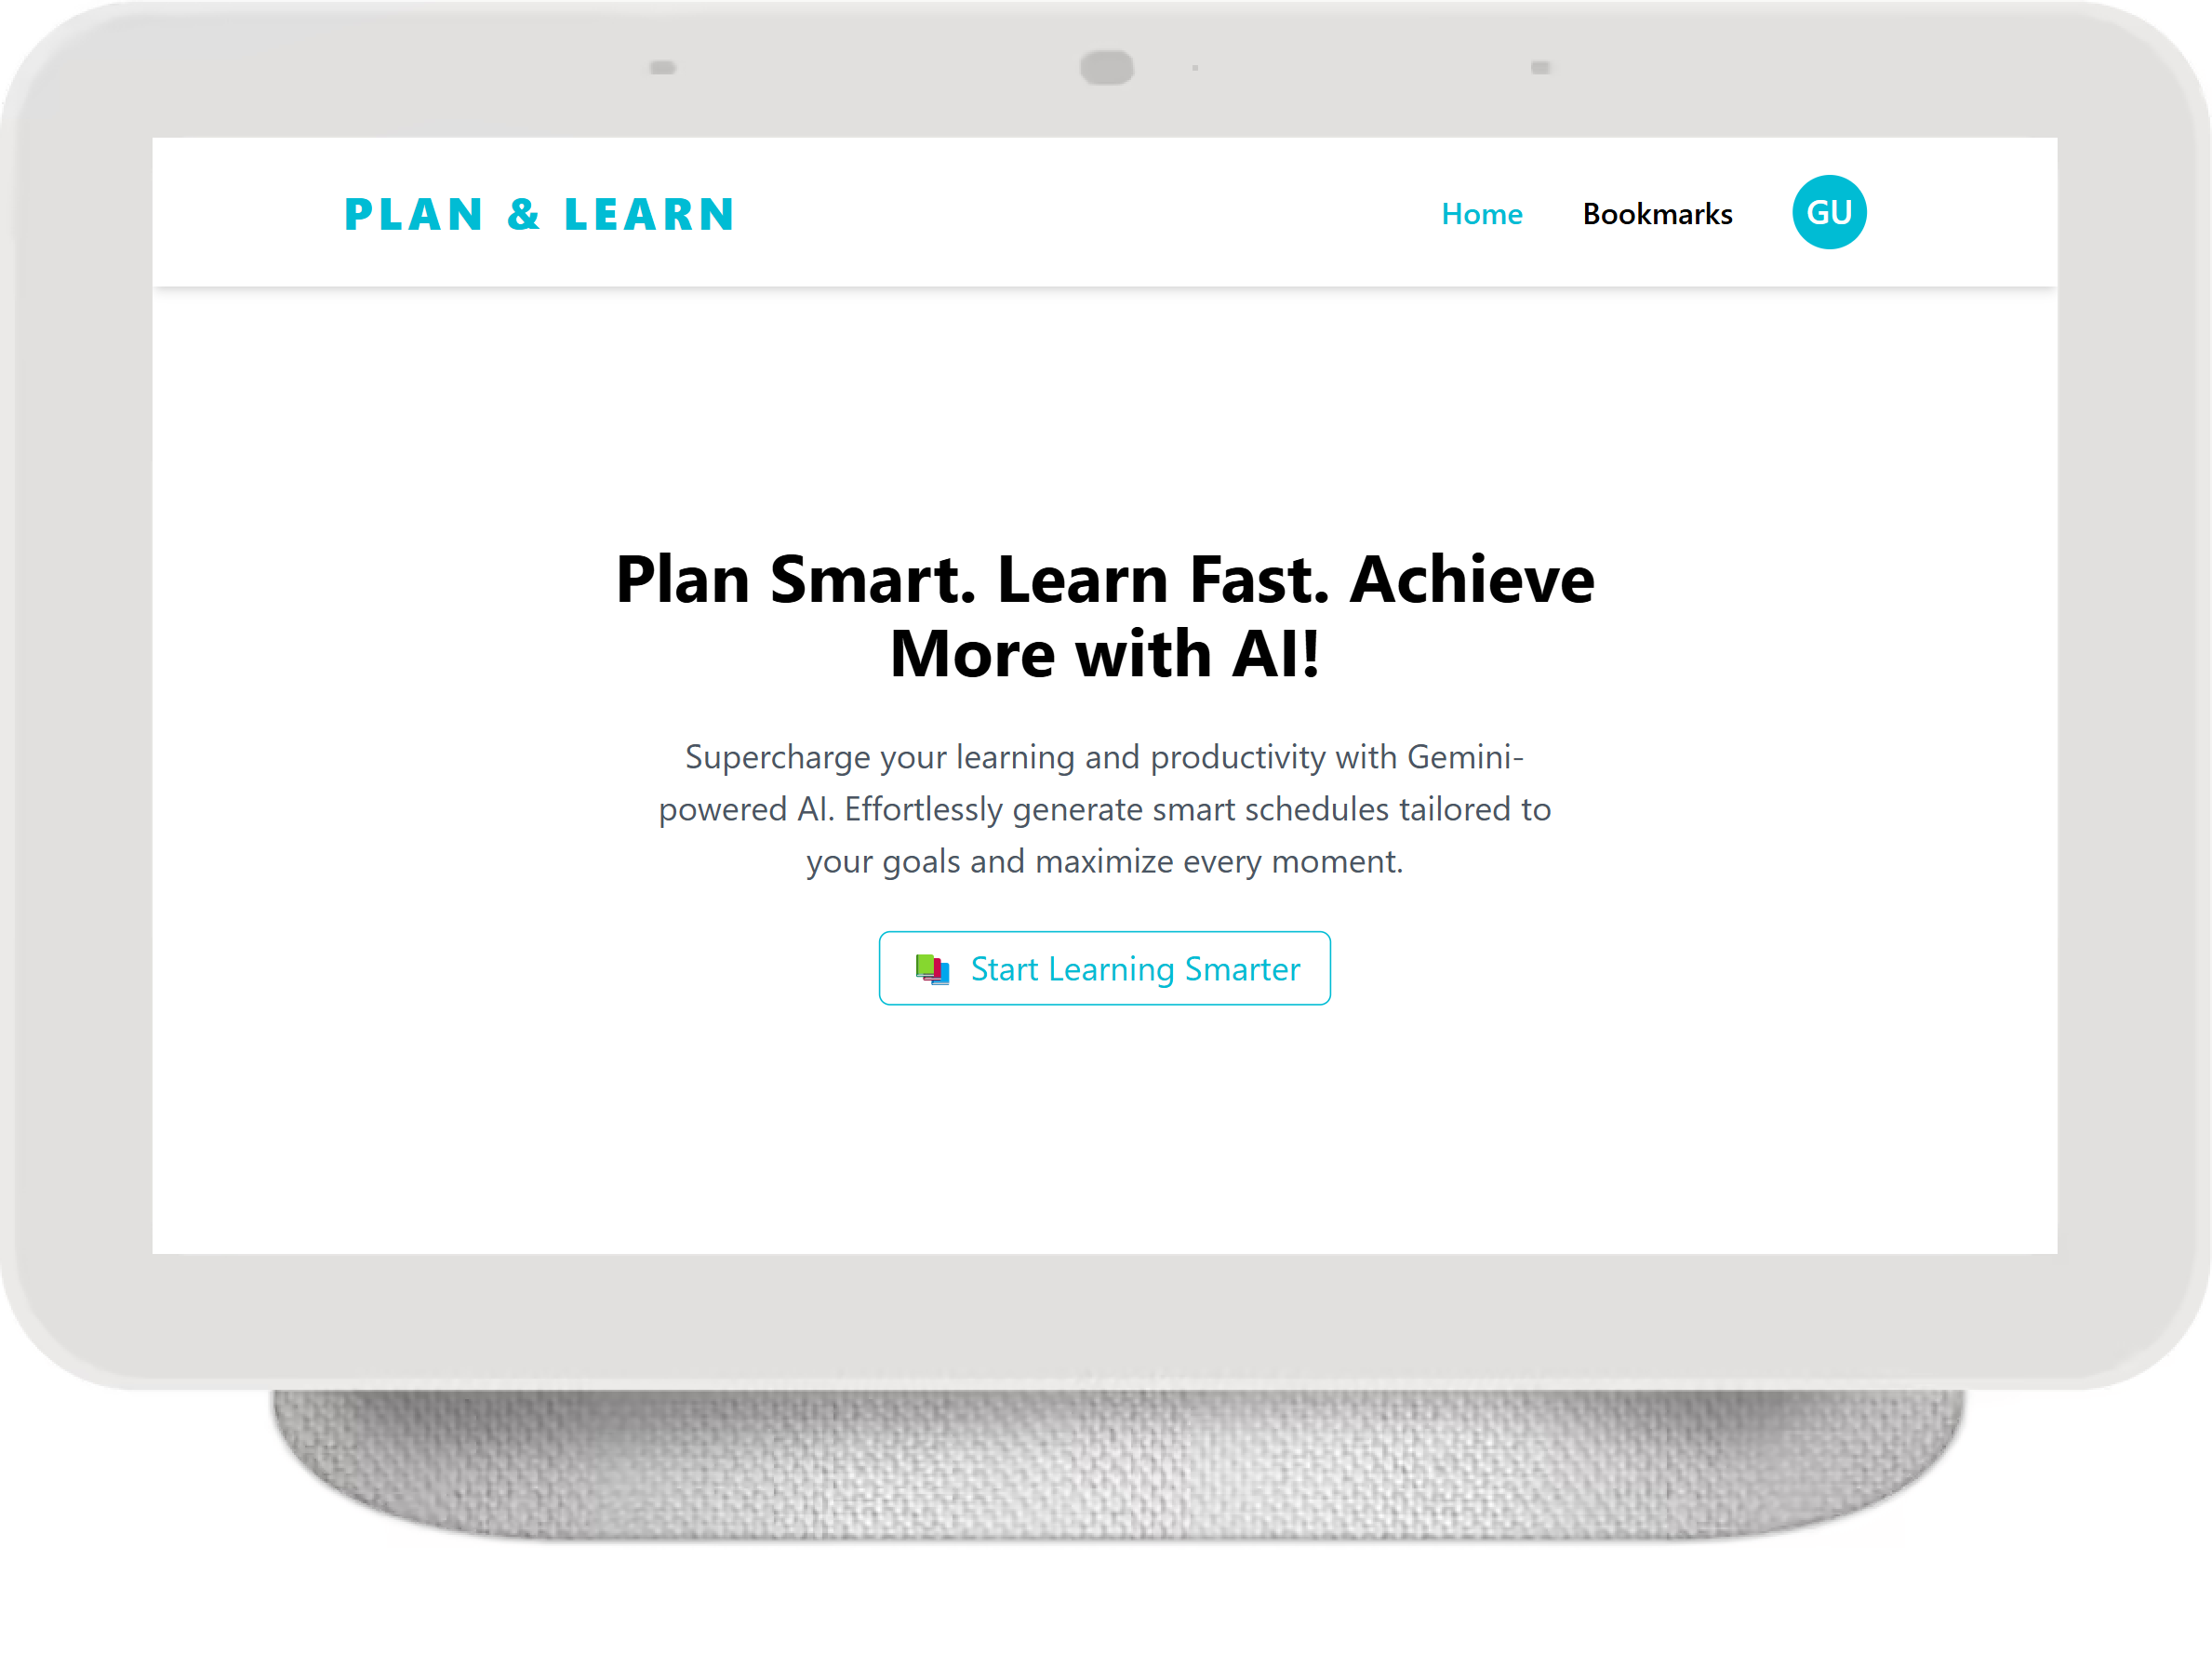 PLAN & LEARN
Home
Bookmarks
GU
Plan Smart. Learn Fast. Achieve
More with AI!
Supercharge your learning and productivity with Gemini-
powered AI. Effortlessly generate smart schedules tailored to
your goals and maximize every moment.
Start Learning Smarter